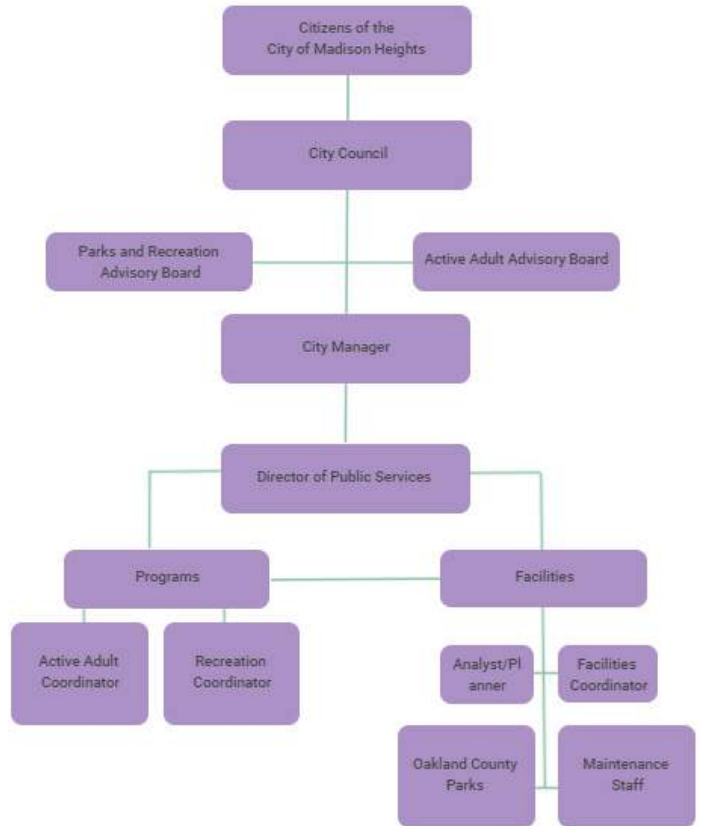 Citizens of the
City of Madison Heights
City Council
Parks and Recreation
Advisory Board
Active Adult Advisory Board
City Manager
Director of Public Services
Programs
Facilities
Active Adult
Coordinator
Recreation
Coordinator
Analyst/Pl
anner
Facilities
Coordinator
Oakland County
Parks
Maintenance
Staff